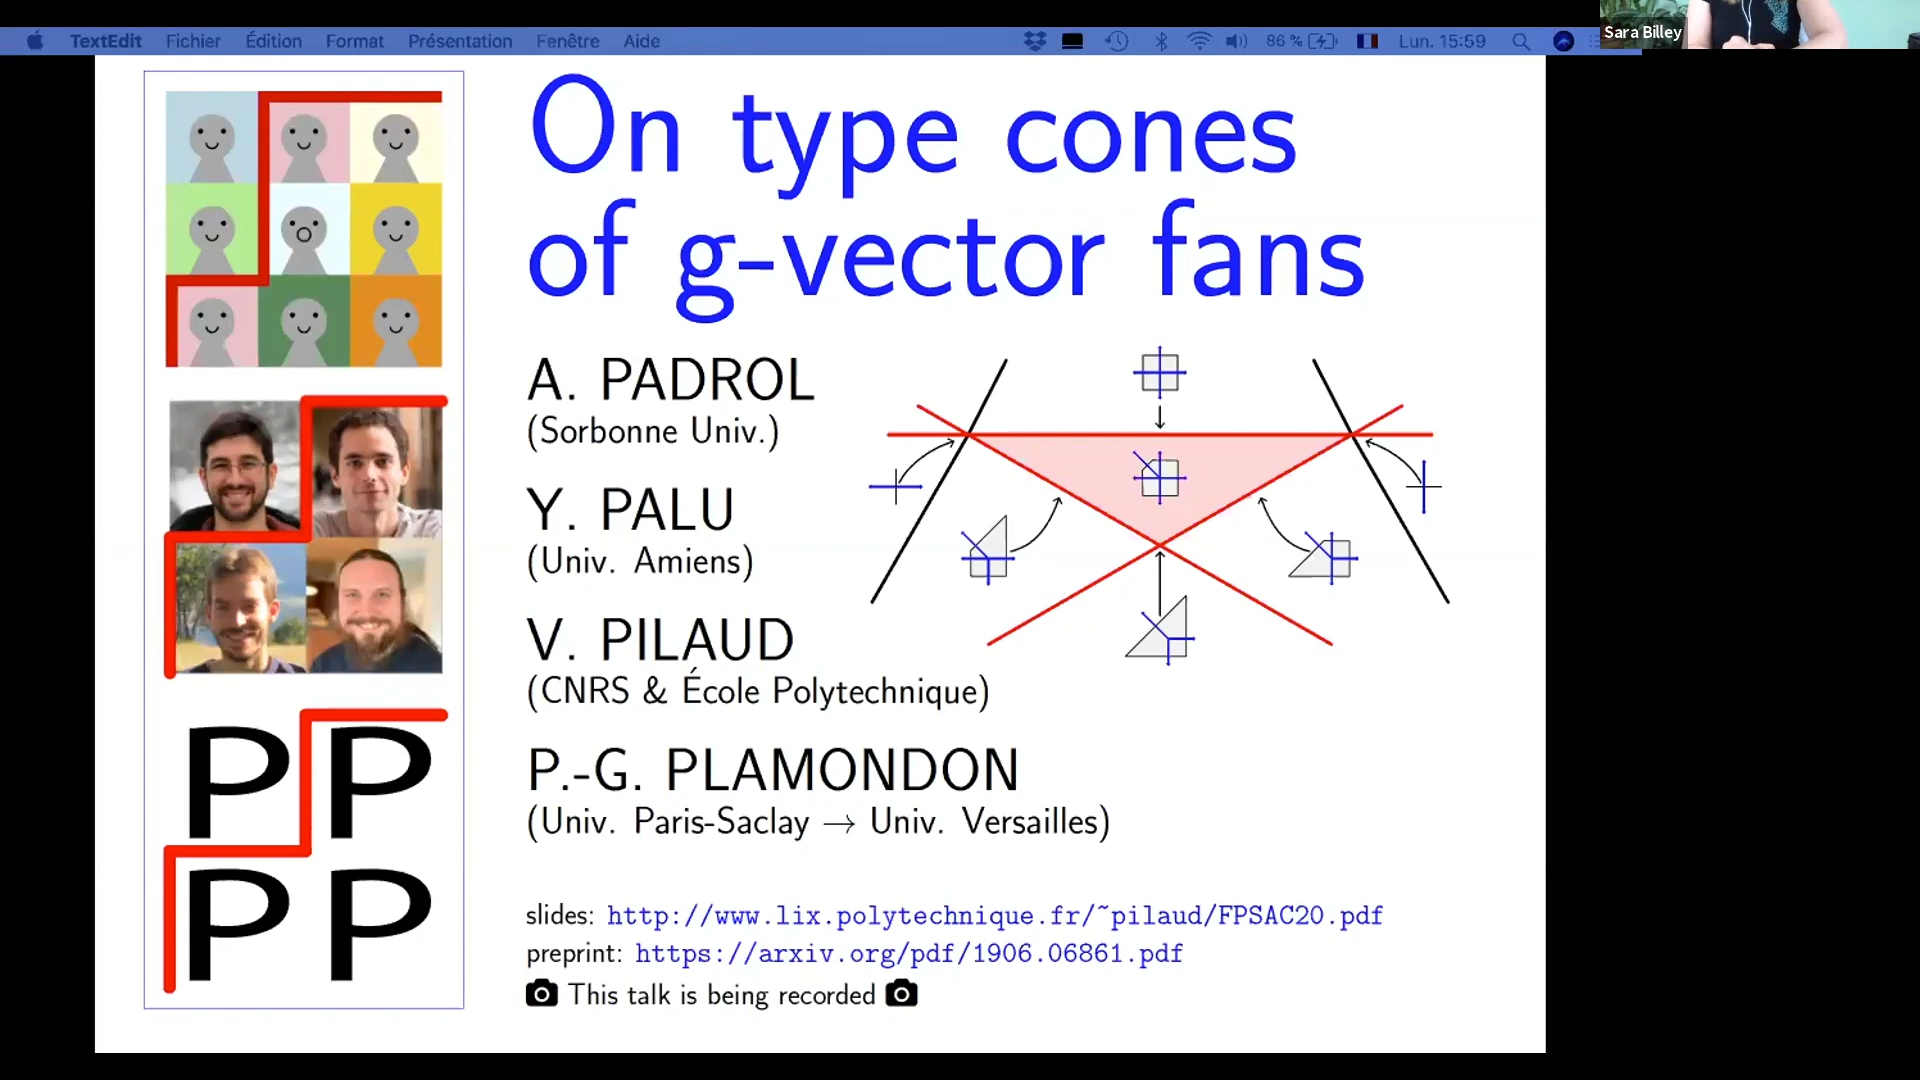 TextEdit Fichier Édition Format Présentation Fenêtre Aide 86 % Lun. 15:59
Sara Billey
On type cones
of g-vector fans
A. PADROL
(Sorbonne Univ.)
Y. PALU
(Univ. Amiens)
V. PILAUD
(CNRS & École Polytechnique)
P.-G. PLAMONDON
(Univ. Paris-Saclay → Univ. Versailles)
P P
P P
slides: http://www.lix.polytechnique.fr/~pilaud/FPSAC20.pdf
preprint: https://arxiv.org/pdf/1906.06861.pdf
This talk is being recorded